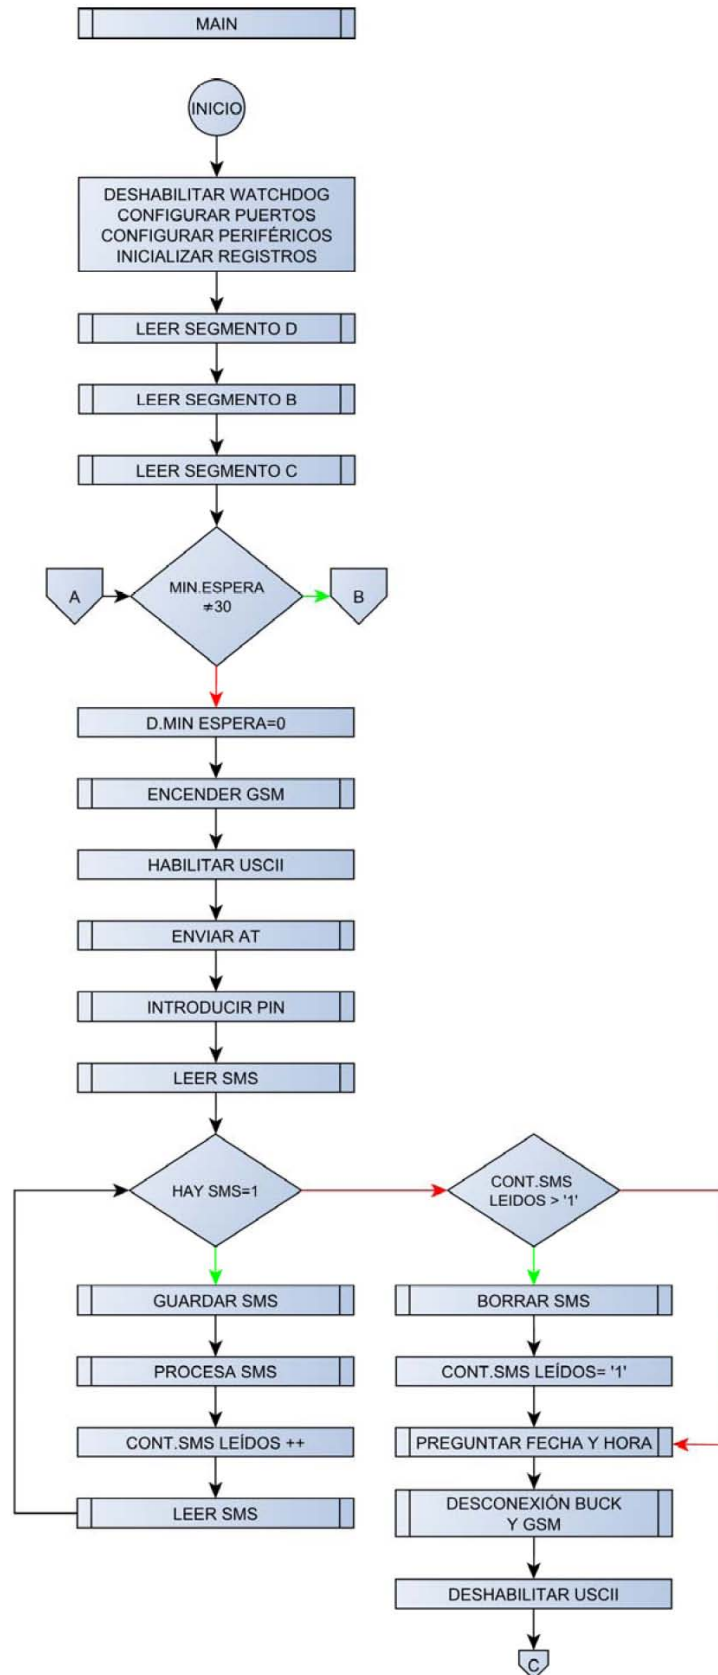 MAIN
INICIO
DESHABILITAR WATCHDOG
CONFIGURAR PUERTOS
CONFIGURAR PERIFÉRICOS
INICIALIZAR REGISTROS
LEER SEGMENTO D
LEER SEGMENTO B
LEER SEGMENTO C
A
MIN.ESPERA
≠30
B
D.MIN ESPERA=0
ENCENDER GSM
HABILITAR USCII
ENVIAR AT
INTRODUCIR PIN
LEER SMS
HAY SMS=1
GUARDAR SMS
PROCESA SMS
CONT.SMS LEÍDOS ++
LEER SMS
CONT.SMS
LEIDOS > '1'
BORRAR SMS
CONT.SMS LEÍDOS= '1'
PREGUNTAR FECHA Y HORA
DESCONEXIÓN BUCK
Y GSM
DESHABILITAR USCII
C